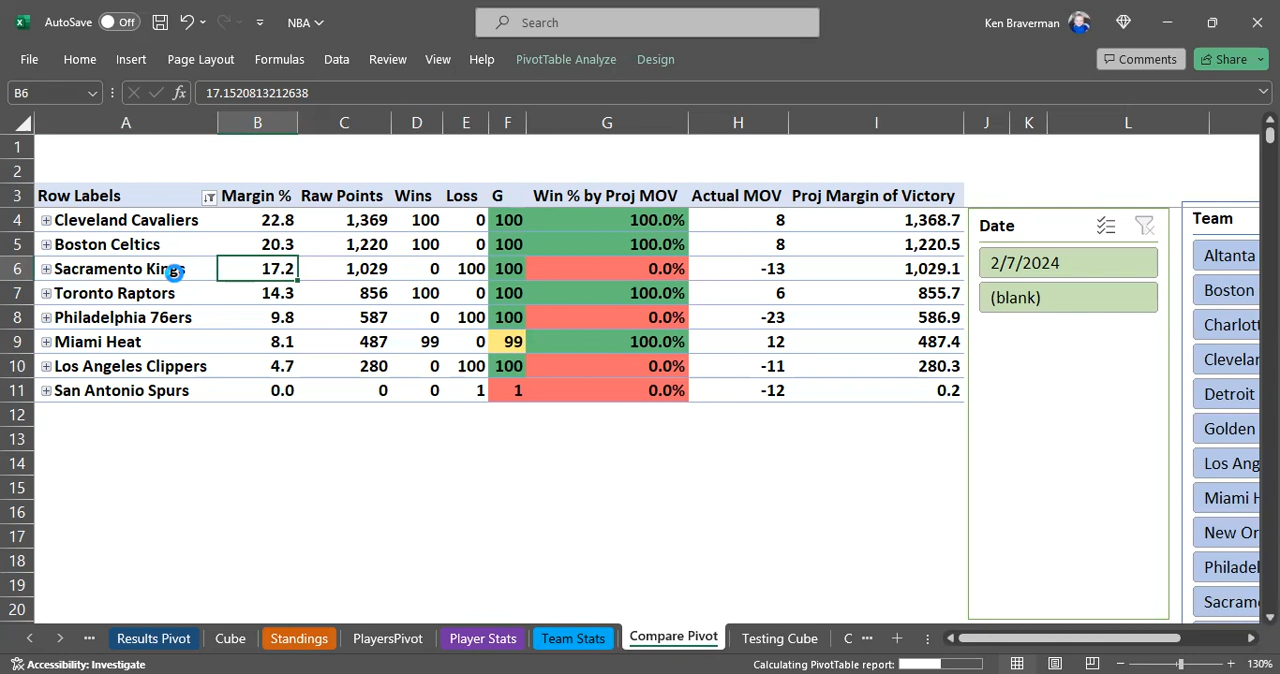 AutoSave Off NBA Search Ken Braverman
File Home Insert Page Layout Formulas Data Review View Help PivotTable Analyze Design Comments Share
B6 fx 17.1520813212638
A B C D E F G H I J K L
1
2
3 Row Labels Margin % Raw Points Wins Loss G Win % by Proj MOV Actual MOV Proj Margin of Victory
4 Cleveland Cavaliers 22.8 1,369 100 0 100 100.0% 8 1,368.7
5 Boston Celtics 20.3 1,220 100 0 100 100.0% 8 1,220.5
6 Sacramento Kings 17.2 1,029 0 100 100 0.0% -13 1,029.1
7 Toronto Raptors 14.3 856 100 0 100 100.0% 6 855.7
8 Philadelphia 76ers 9.8 587 0 100 100 0.0% -23 586.9
9 Miami Heat 8.1 487 99 0 99 100.0% 12 487.4
10 Los Angeles Clippers 4.7 280 0 100 100 0.0% -11 280.3
11 San Antonio Spurs 0.0 0 0 1 1 0.0% -12 0.2
12
13
14
15
16
17
18
19
20
Date
2/7/2024
(blank)
Team
Altanta
Boston
Charlott
Clevelan
Detroit
Golden
Los Ang
Miami H
New Or
Philadel
Sacrame
Results Pivot Cube Standings PlayersPivot Player Stats Team Stats Compare Pivot Testing Cube C
Accessibility: Investigate Calculating PivotTable report: 130%